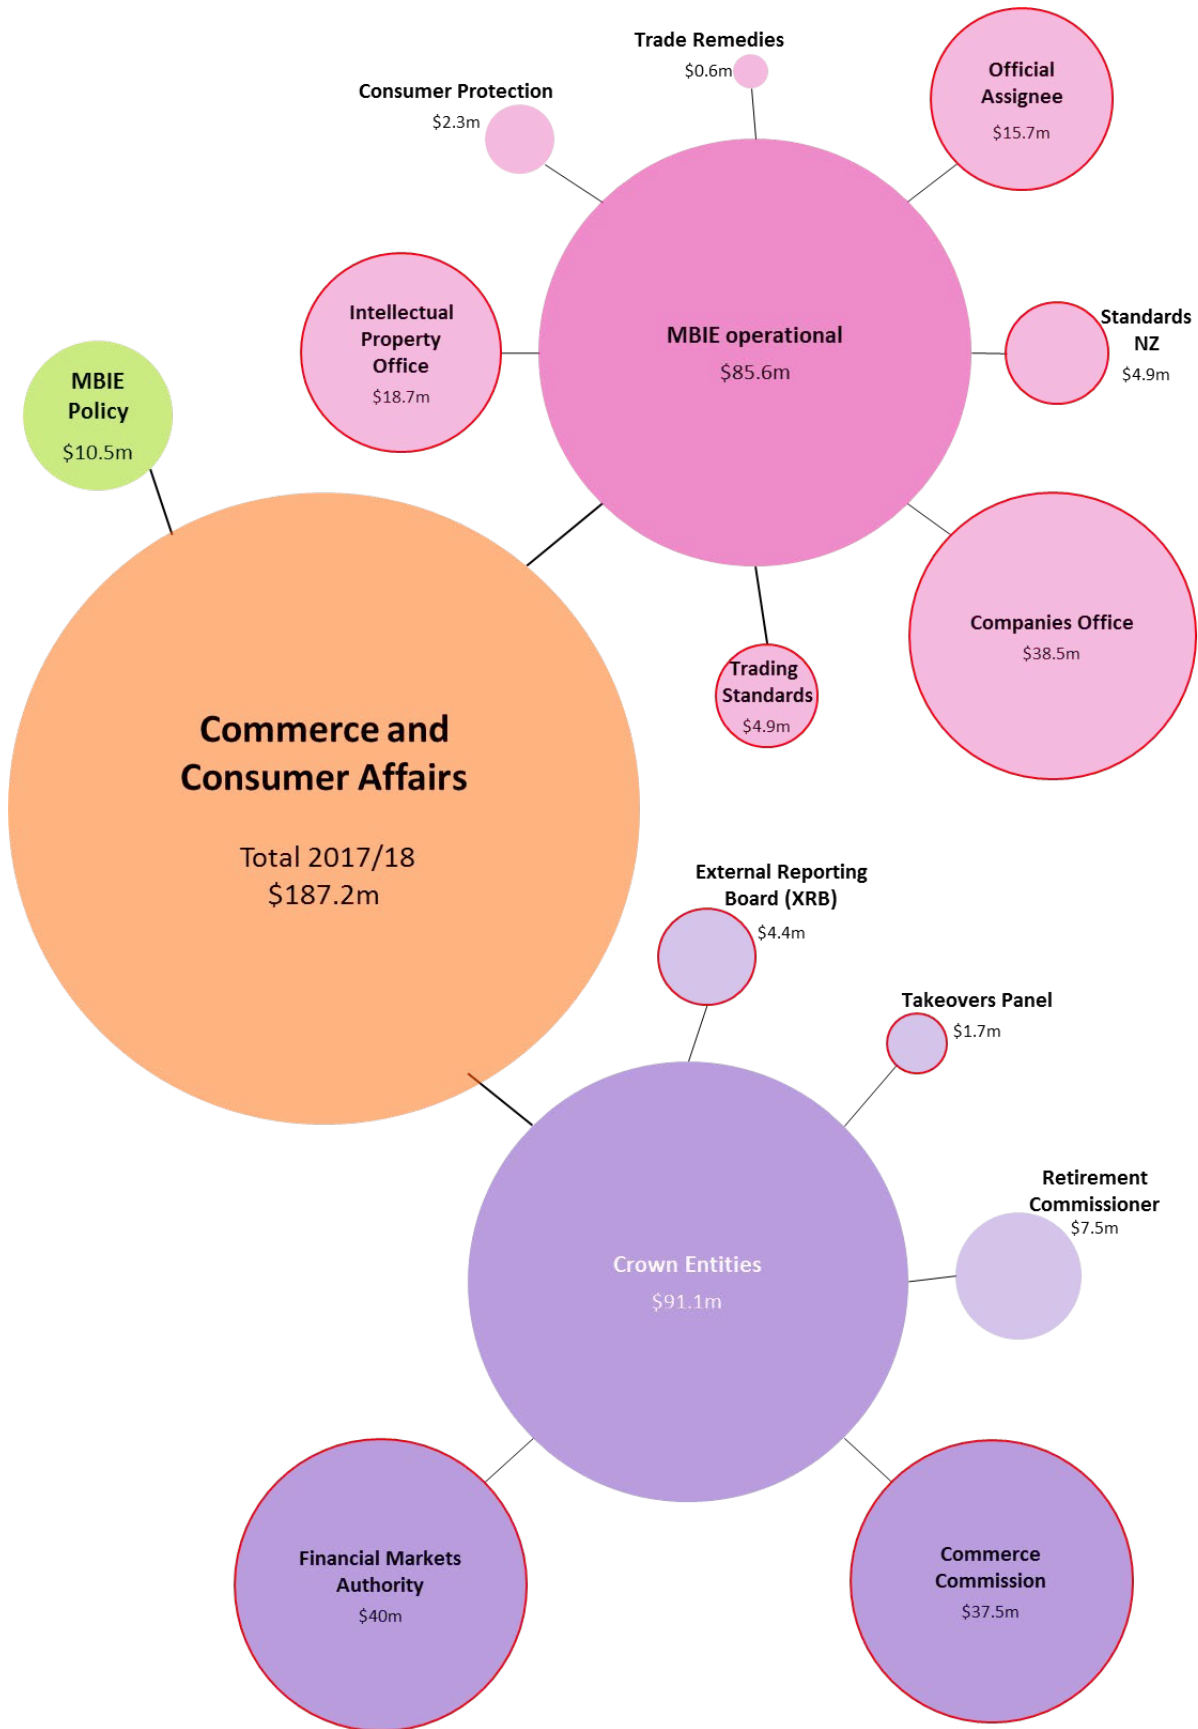 Trade Remedies
$0.6m
Official
Assignee
$15.7m
Consumer Protection
$2.3m
Intellectual
Property
Office
$18.7m
MBIE operational
$85.6m
Standards
NZ
$4.9m
MBIE
Policy
$10.5m
Companies Office
$38.5m
Trading
Standards
$4.9m
Commerce and
Consumer Affairs
Total 2017/18
$187.2m
External Reporting
Board (XRB)
$4.4m
Takeovers Panel
$1.7m
Retirement
Commissioner
$7.5m
Crown Entities
$91.1m
Financial Markets
Authority
$40m
Commerce
Commission
$37.5m